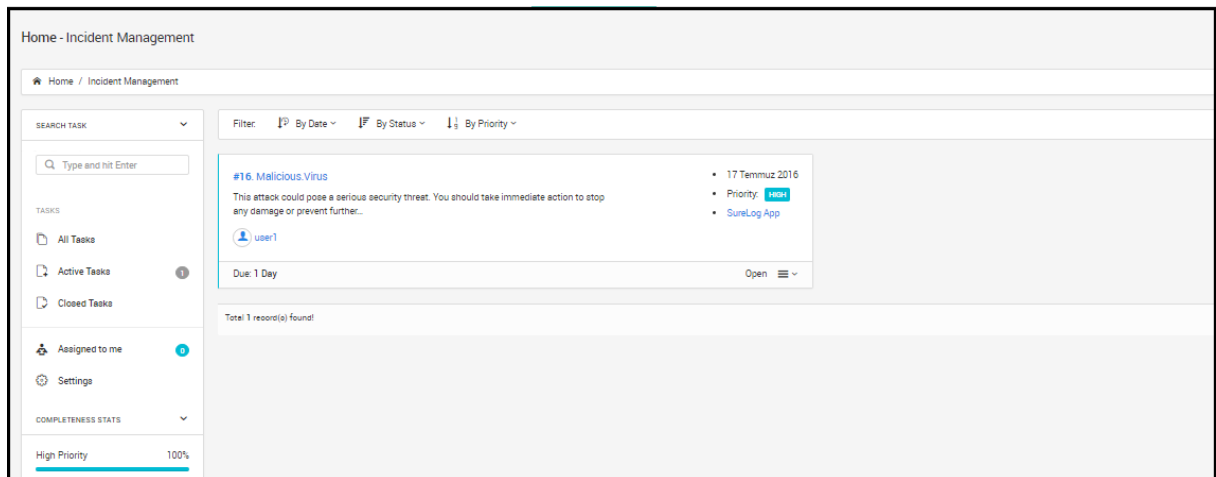 Home - Incident Management
Home / Incident Management
SEARCH TASK
Type and hit Enter
TASKS
All Tasks
Active Tasks 1
Closed Tasks
Assigned to me 0
Settings
COMPLETENESS STATS
High Priority 100%
Filter: By Date By Status By Priority
#16. Malicious.Virus
This attack could pose a serious security threat. You should take immediate action to stop
any damage or prevent further...
user1
17 Temmuz 2016
Priority: HIGH
SureLog App
Due: 1 Day Open
Total 1 record(s) found!